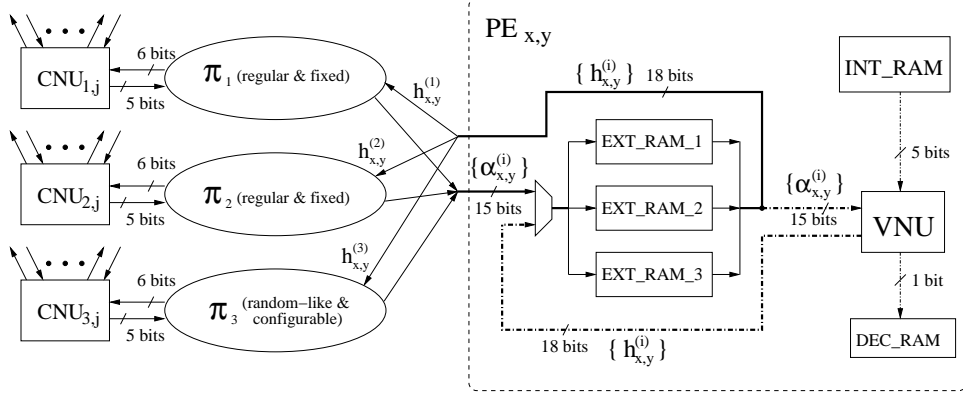 PE x,y
6 bits
CNU1,j
5 bits
π1 (regular & fixed)
h x,y (1)
{ h x,y (i) }
18 bits
INT_RAM
EXT_RAM_1
5 bits
h x,y (2)
6 bits
CNU2,j
5 bits
π2 (regular & fixed)
{α x,y (i)}
15 bits
EXT_RAM_2
{α x,y (i)}
15 bits
VNU
h x,y (3)
EXT_RAM_3
6 bits
CNU3,j
5 bits
π3 (random−like &
configurable)
1 bit
18 bits
{ h x,y (i) }
DEC_RAM